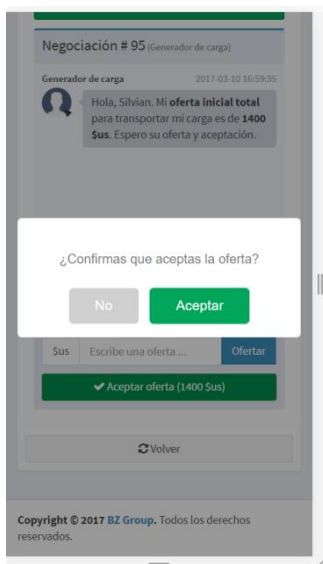 Negociación # 95 (Generador de carga)
Generador de carga 2017-03-10 16:59:35
Hola, Silvian. Mi oferta inicial total
para transportar mi carga es de 1400
$us. Espero su oferta y aceptación.
¿Confirmas que aceptas la oferta?
No Aceptar
$us Escribe una oferta ... Ofertar
Aceptar oferta (1400 $us)
Volver
Copyright © 2017 BZ Group. Todos los derechos
reservados.